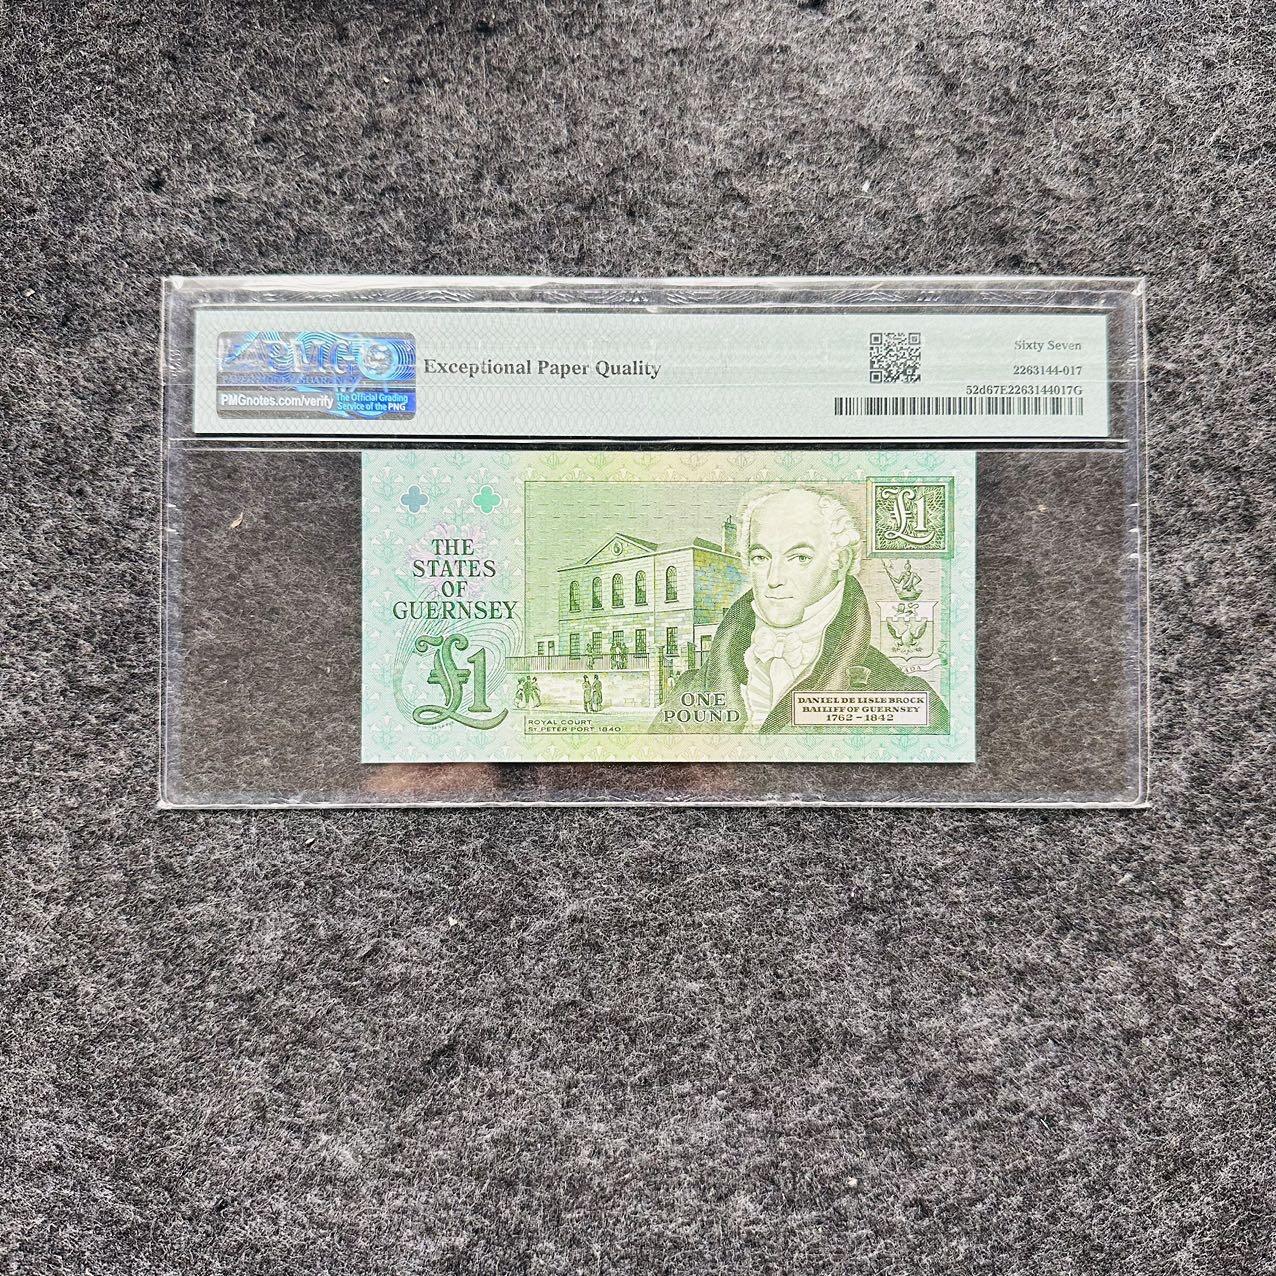 PMG
PMGnotes.com/verify
The Official Grading
Service of the PNG
Exceptional Paper Quality
Sixty Seven
2263144-017
52d67E2263144017G
THE
STATES
OF
GUERNSEY
£1
£1
ROYAL COURT
ST. PETER PORT 1840
ONE
POUND
DANIEL DE LISLE BROCK
BAILIFF OF GUERNSEY
1762 - 1842